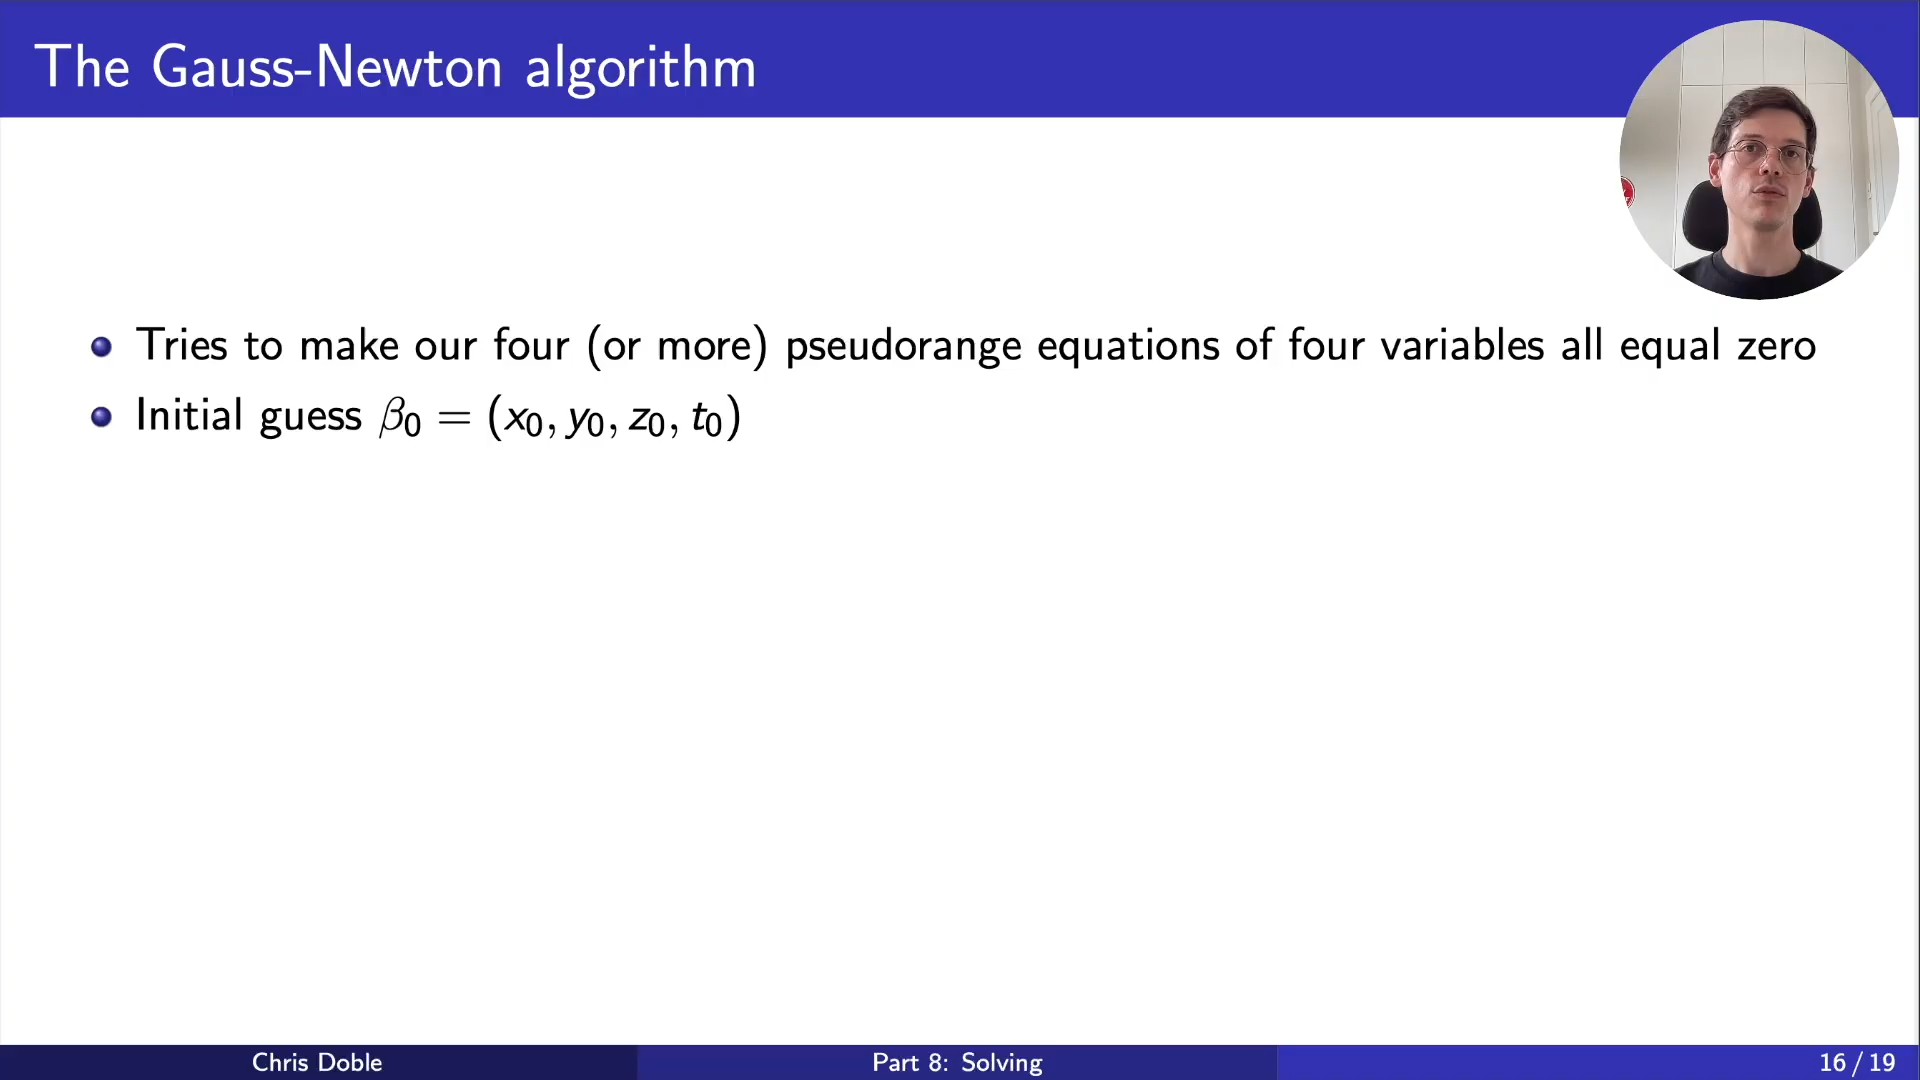 The Gauss-Newton algorithm
Tries to make our four (or more) pseudorange equations of four variables all equal zero
Initial guess β₀ = (x₀, y₀, z₀, t₀)
Chris Doble
Part 8: Solving
16 / 19